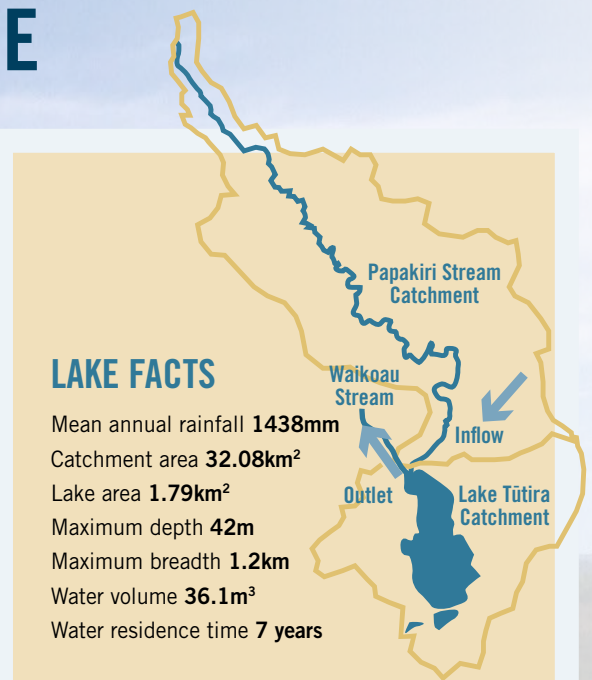 E
Papakiri Stream
Catchment
LAKE FACTS
Waikoau
Stream
Mean annual rainfall 1438mm
Inflow
Catchment area 32.08km²
Outlet
Lake Tūtira
Catchment
Lake area 1.79km²
Maximum depth 42m
Maximum breadth 1.2km
Water volume 36.1m³
Water residence time 7 years